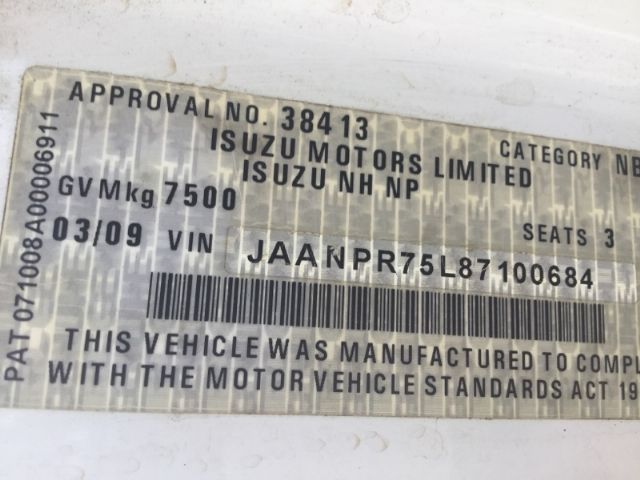 APPROVAL NO. 38413 CATEGORY NB
ISUZU MOTORS LIMITED
ISUZU NH NP
GVMkg 7500 SEATS 3
03/09 VIN JAANPR75L87100684
THIS VEHICLE WAS MANUFACTURED TO COMPL
WITH THE MOTOR VEHICLE STANDARDS ACT 19
PAT 071008A00006911